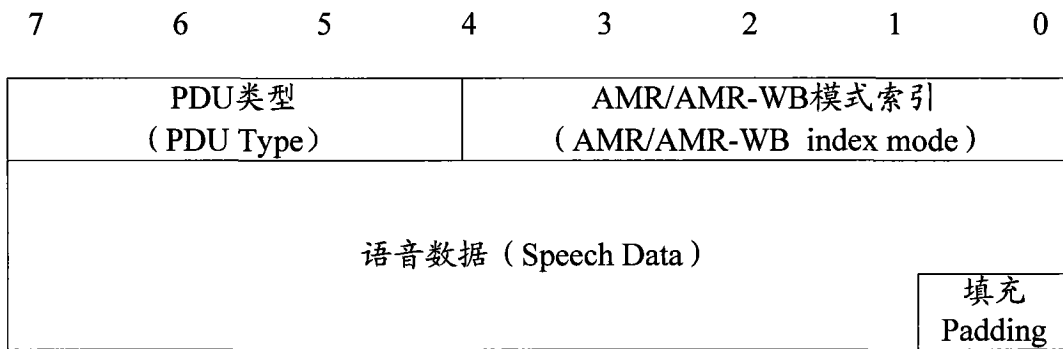 7 6 5 4 3 2 1 0
PDU类型
（PDU Type）
AMR/AMR-WB模式索引
（AMR/AMR-WB index mode）
语音数据（Speech Data）
填充
Padding